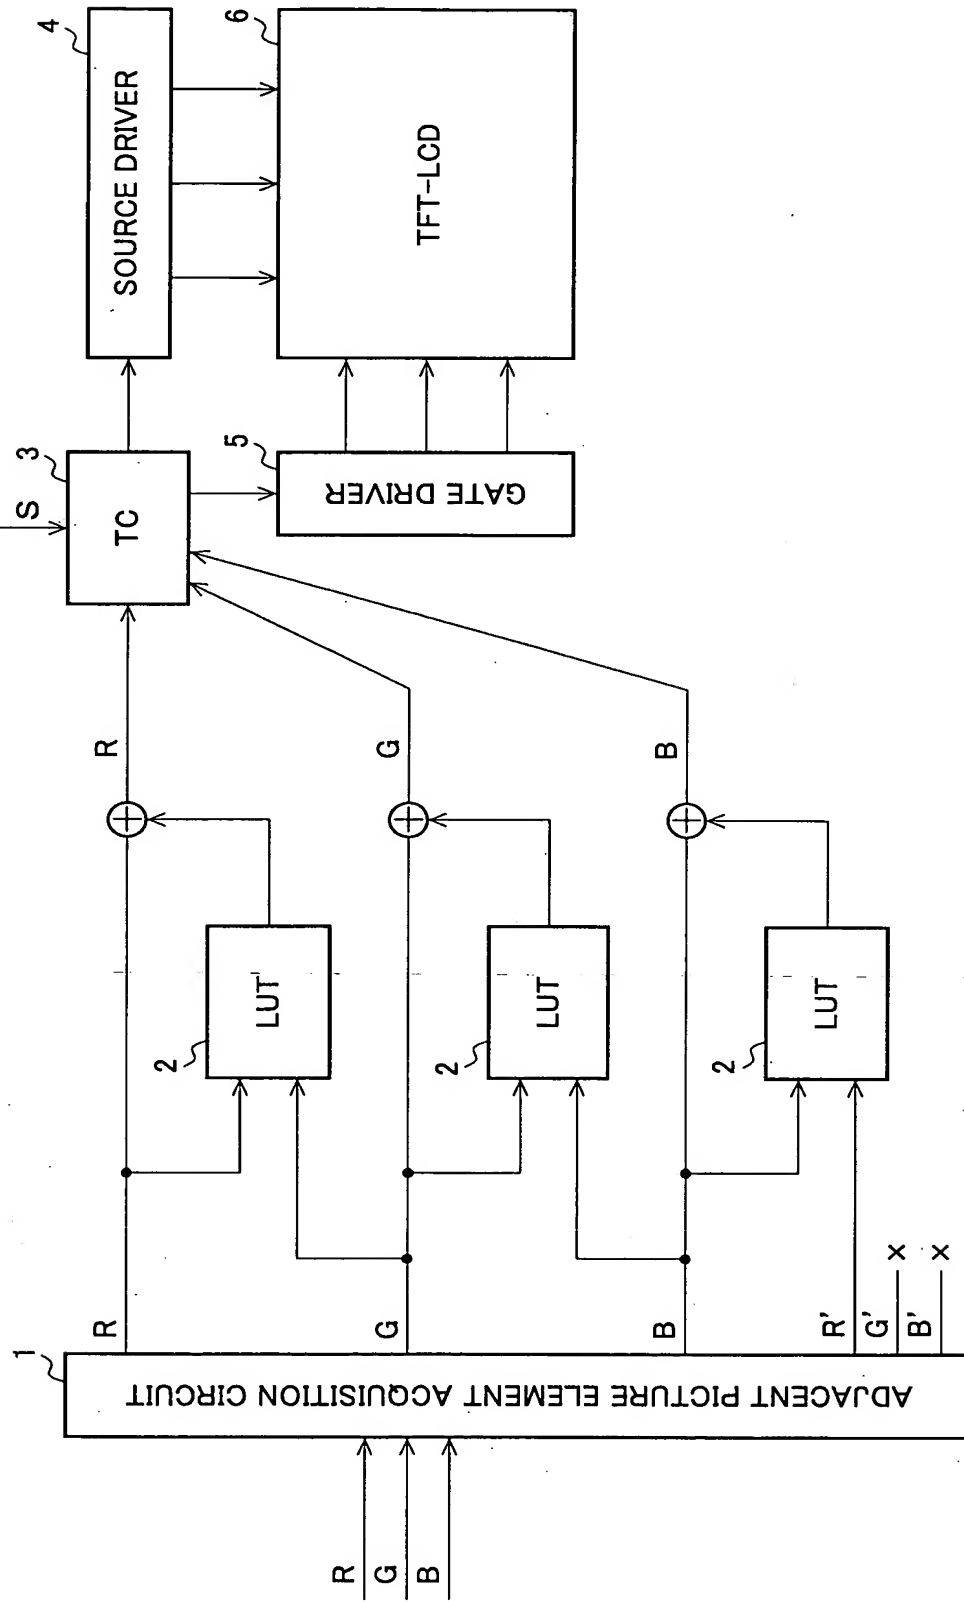 R
G
B
1
ADJACENT PICTURE ELEMENT ACQUISITION CIRCUIT
R
G
B
R'
G'
B'
X
X
2
LUT
2
LUT
2
LUT
R
G
B
S
3
TC
4
SOURCE DRIVER
5
GATE DRIVER
6
TFT-LCD